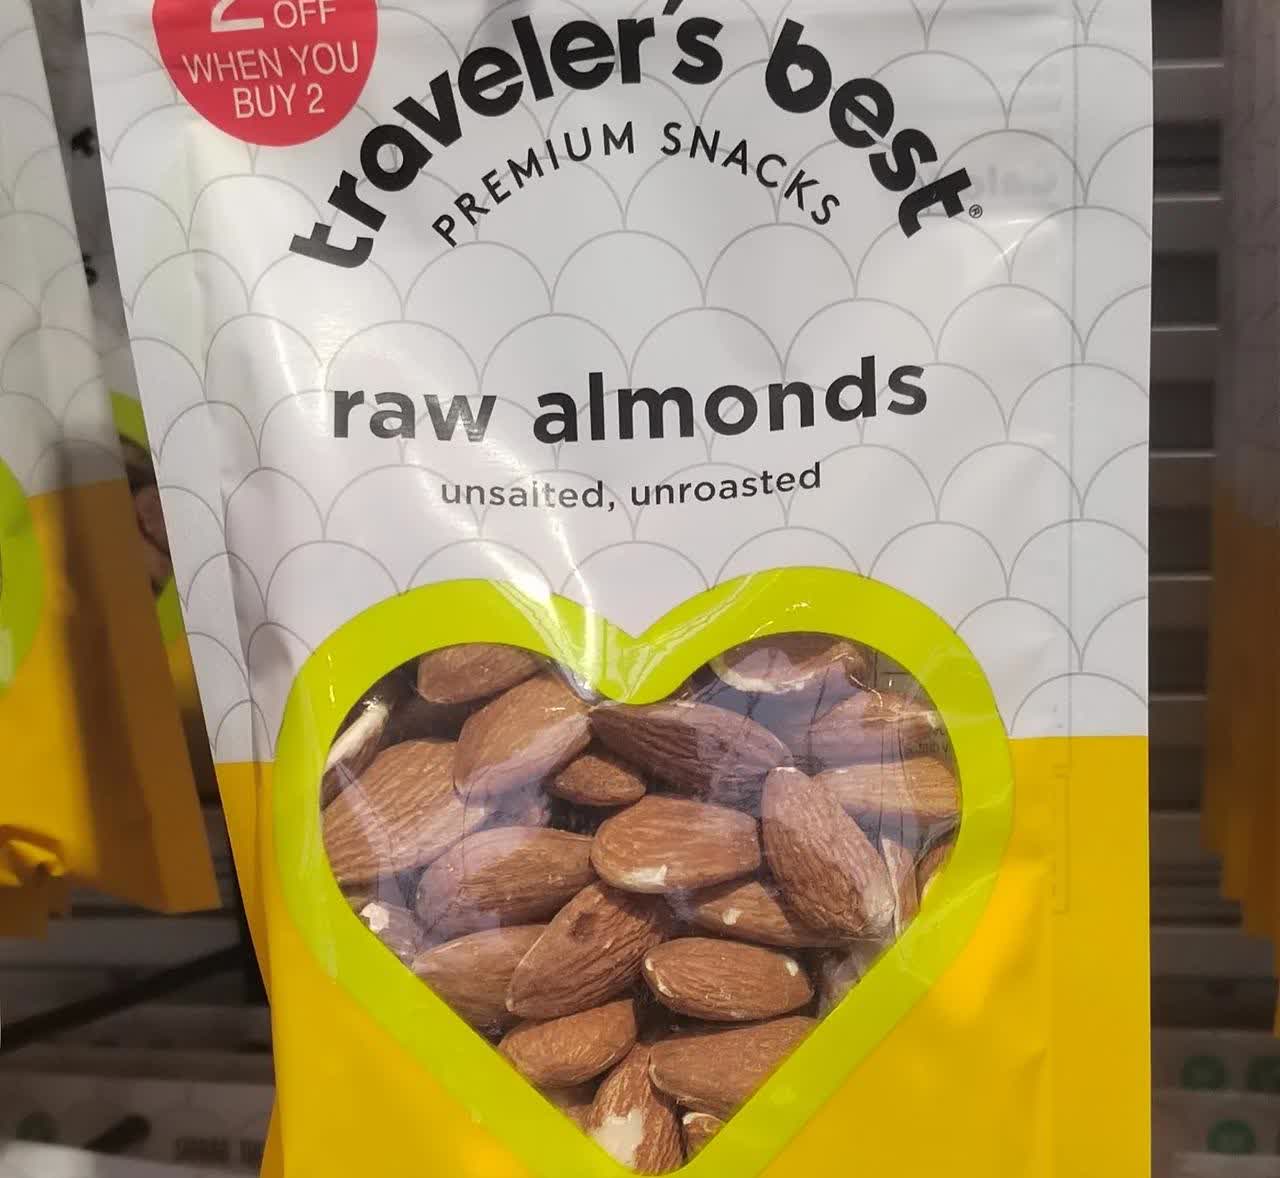 2 OFF
WHEN YOU
BUY 2
traveler's best®
PREMIUM SNACKS
raw almonds
unsalted, unroasted